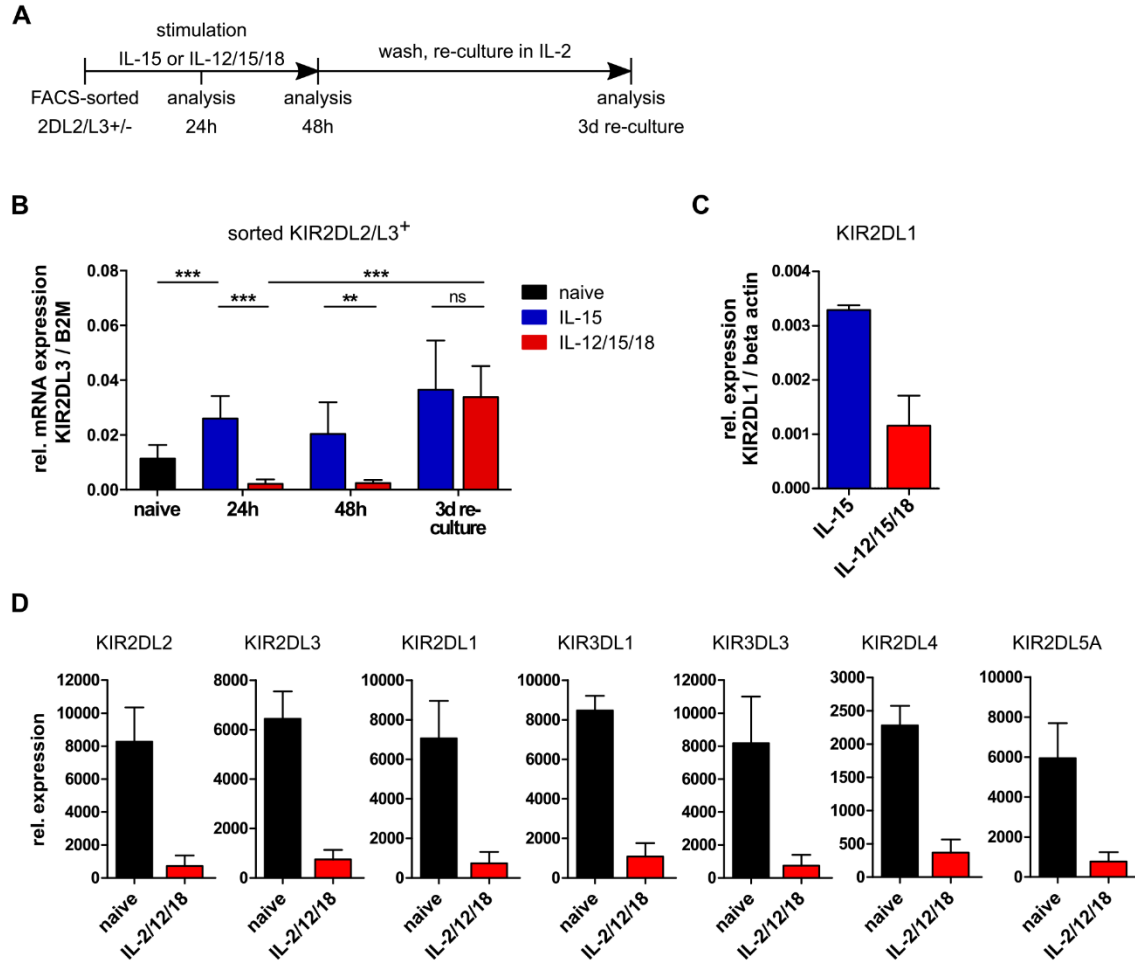 A
stimulation
IL-15 or IL-12/15/18
wash, re-culture in IL-2
FACS-sorted
2DL2/L3+/-
analysis
24h
analysis
48h
analysis
3d re-culture
B
sorted KIR2DL2/L3+
rel. mRNA expression
KIR2DL3 / B2M
0.08
0.06
0.04
0.02
0.00
***
***
***
**
ns
naive
24h
48h
3d re-
culture
naive
IL-15
IL-12/15/18
C
KIR2DL1
rel. expression
KIR2DL1 / beta actin
0.004
0.003
0.002
0.001
0.000
IL-15
IL-12/15/18
D
rel. expression
KIR2DL2
12000
10000
8000
6000
4000
2000
0
naive
IL-2/12/18
KIR2DL3
8000
6000
4000
2000
0
naive
IL-2/12/18
KIR2DL1
10000
8000
6000
4000
2000
0
naive
IL-2/12/18
KIR3DL1
10000
8000
6000
4000
2000
0
naive
IL-2/12/18
KIR3DL3
12000
10000
8000
6000
4000
2000
0
naive
IL-2/12/18
KIR2DL4
3000
2500
2000
1500
1000
500
0
naive
IL-2/12/18
KIR2DL5A
10000
8000
6000
4000
2000
0
naive
IL-2/12/18